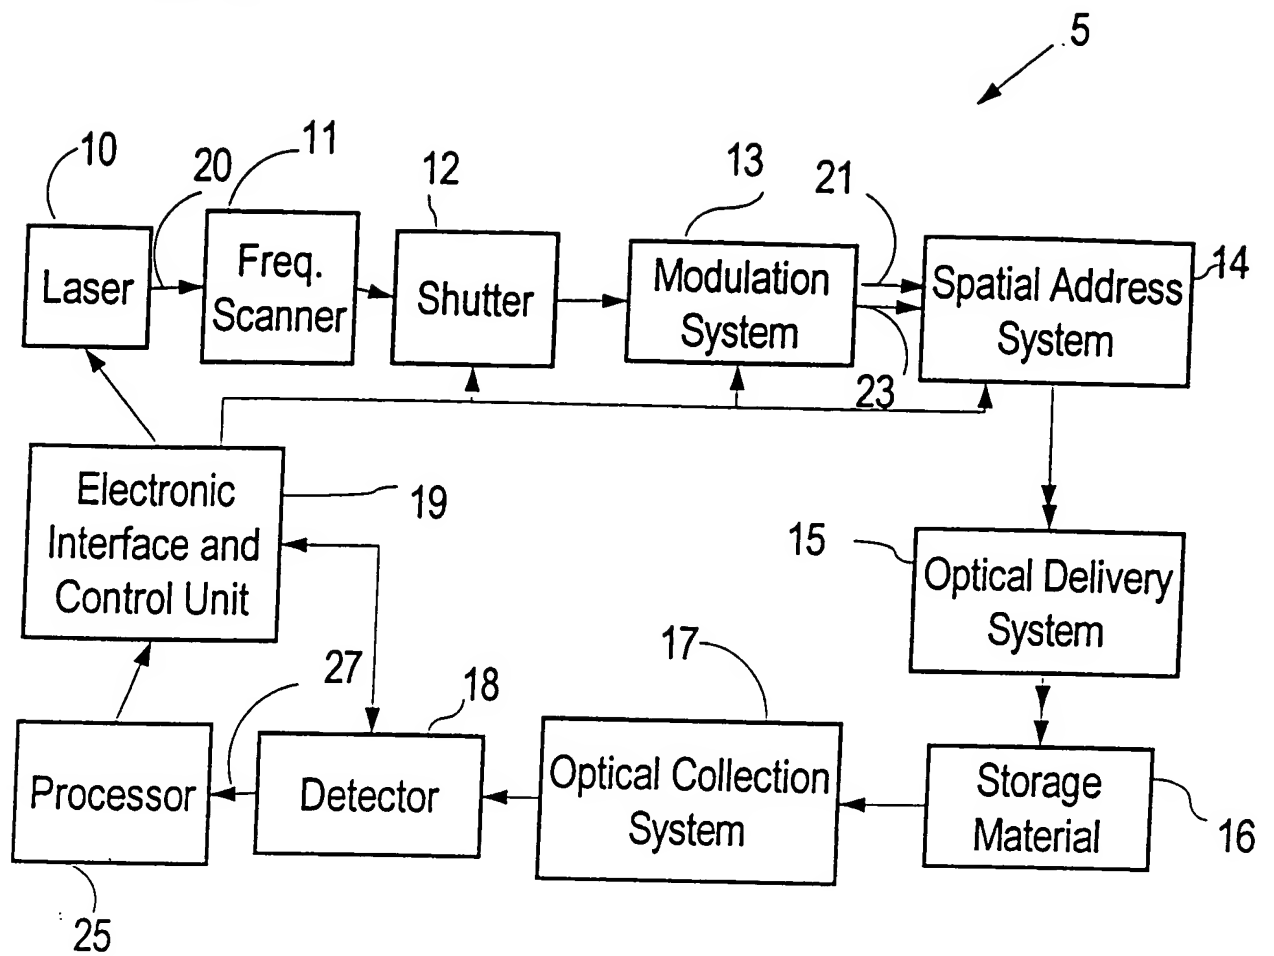 5
10
20
11
12
13
21
14
Laser
Freq.
Scanner
Shutter
Modulation
System
Spatial Address
System
23
Electronic
Interface and
Control Unit
19
15
Optical Delivery
System
27
18
17
Processor
Detector
Optical Collection
System
Storage
Material
16
25